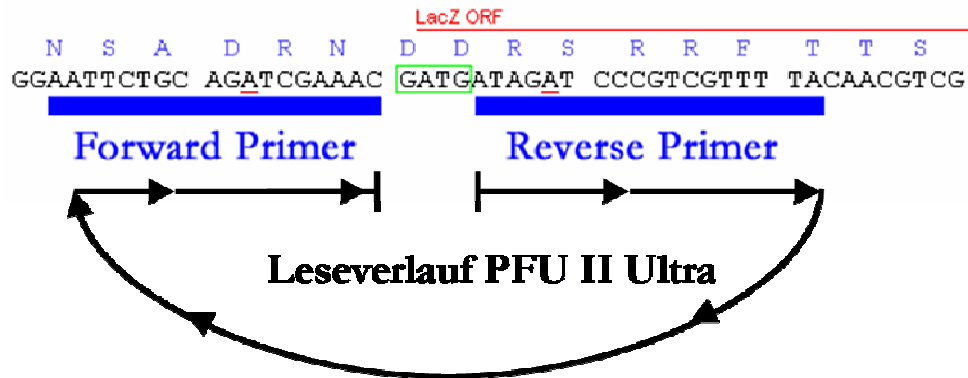 LacZ ORF
N S A D R N D D R S R R F T T S
GGAATTCTGC AGATCGAAAC GATGATAGAT CCCGTCGTTT TACAACGTCG
Forward Primer Reverse Primer
Leseverlauf PFU II Ultra